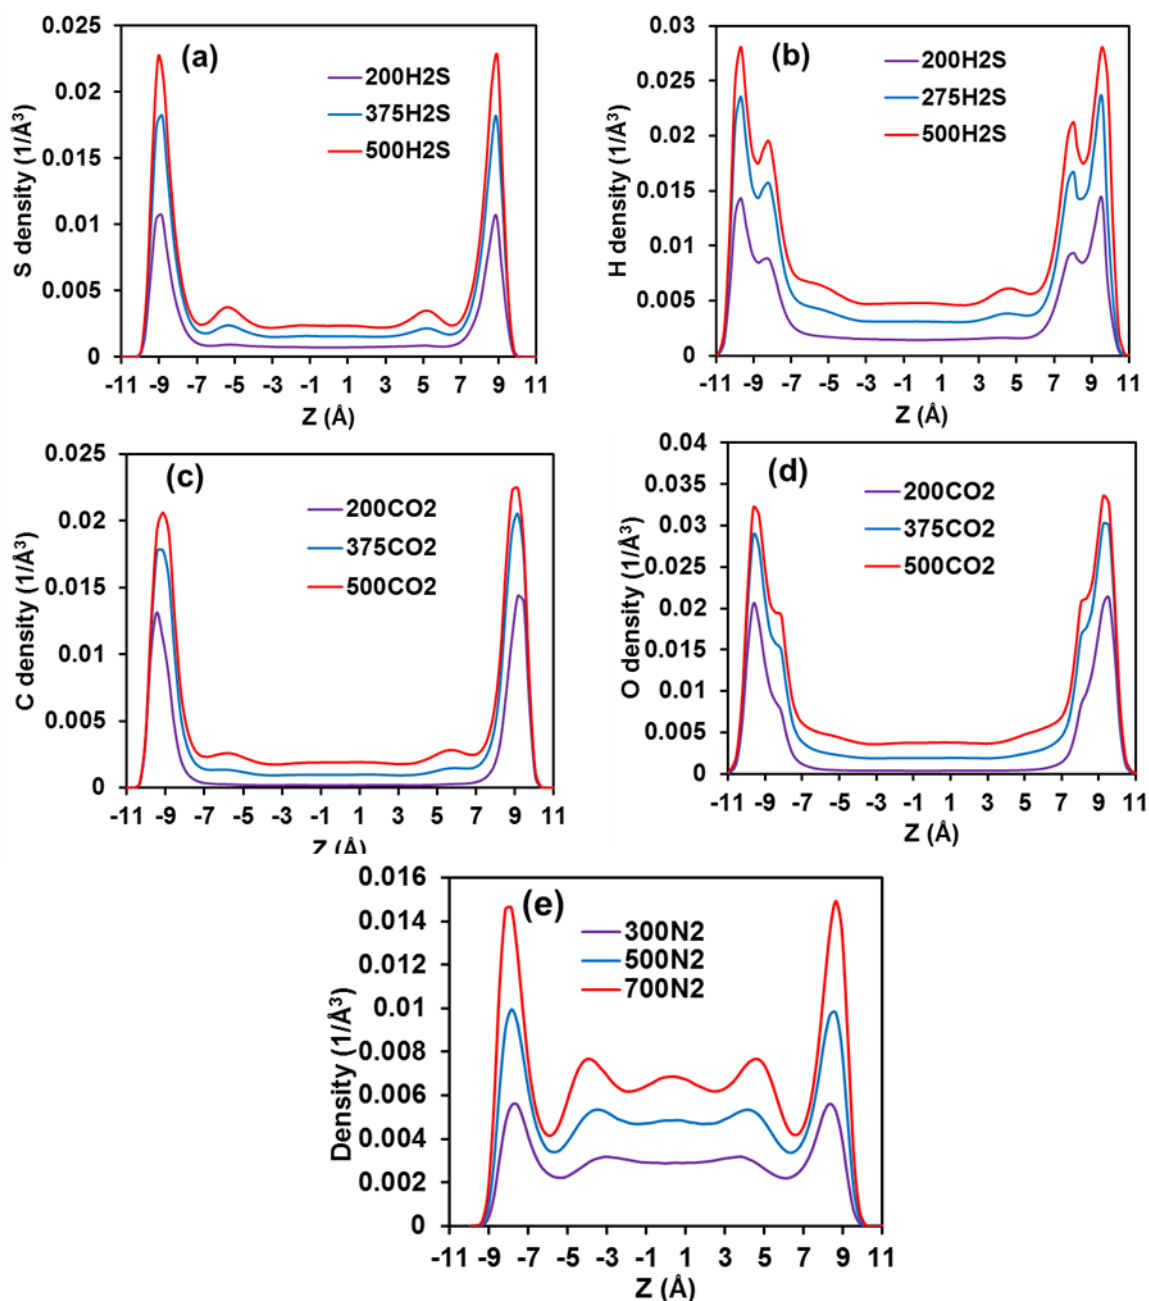 (a)
S density (1/Å³)
0.025
0.02
0.015
0.01
0.005
0
200H2S
375H2S
500H2S
-11 -9 -7 -5 -3 -1 1 3 5 7 9 11
Z (Å)
(b)
H density (1/Å³)
0.03
0.025
0.02
0.015
0.01
0.005
0
200H2S
275H2S
500H2S
-11 -9 -7 -5 -3 -1 1 3 5 7 9 11
Z (Å)
(c)
C density (1/Å³)
0.025
0.02
0.015
0.01
0.005
0
200CO2
375CO2
500CO2
-11 -9 -7 -5 -3 -1 1 3 5 7 9 11
Z (Å)
(d)
O density (1/Å³)
0.04
0.035
0.03
0.025
0.02
0.015
0.01
0.005
0
200CO2
375CO2
500CO2
-11 -9 -7 -5 -3 -1 1 3 5 7 9 11
Z (Å)
(e)
Density (1/Å³)
0.016
0.014
0.012
0.01
0.008
0.006
0.004
0.002
0
300N2
500N2
700N2
-11 -9 -7 -5 -3 -1 1 3 5 7 9 11
Z (Å)